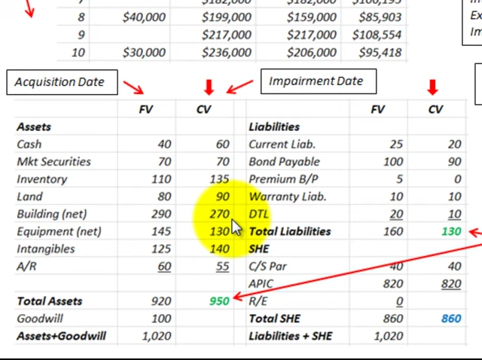 8 $40,000 $199,000 $159,000 $85,903
9 $217,000 $217,000 $108,554
10 $30,000 $236,000 $206,000 $95,418
Acquisition Date Impairment Date
FV CV FV CV
Assets Liabilities
Cash 40 60 Current Liab. 25 20
Mkt Securities 70 70 Bond Payable 100 90
Inventory 110 135 Premium B/P 5 0
Land 80 90 Warranty Liab. 10 10
Building (net) 290 270 DTL 20 10
Equipment (net) 145 130 Total Liabilities 160 130
Intangibles 125 140 SHE
A/R 60 55 C/S Par 40 40
APIC 820 820
Total Assets 920 950 R/E 0
Goodwill 100 Total SHE 860 860
Assets+Goodwill 1,020 Liabilities + SHE 1,020